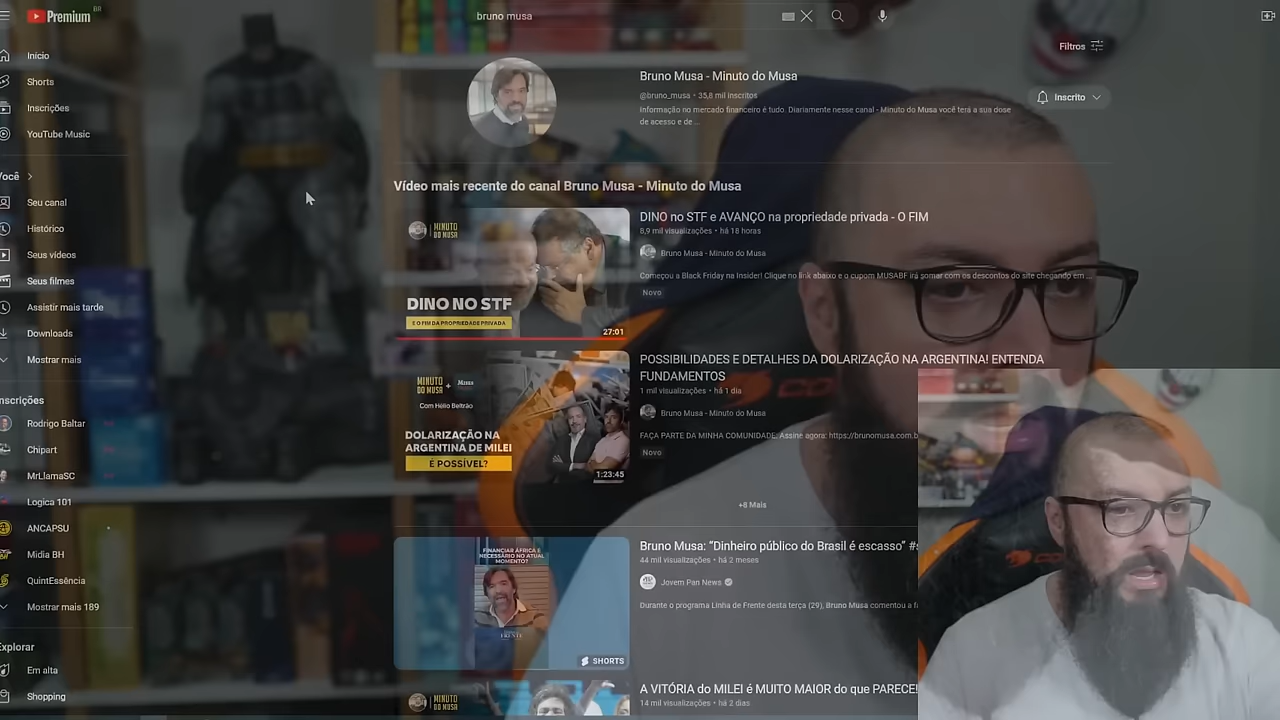 Premium BR
bruno musa
Filtros
Início
Shorts
Inscrições
YouTube Music
Você
Seu canal
Histórico
Seus vídeos
Seus filmes
Assistir mais tarde
Downloads
Mostrar mais
nscrições
Rodrigo Baltar
Chipart
MrLlamaSC
Logica 101
ANCAPSU
Midia BH
QuintEssência
Mostrar mais 189
Explorar
Em alta
Shopping
Bruno Musa - Minuto do Musa
@bruno_musa • 35,8 mil inscritos
Informação no mercado financeiro é tudo. Diariamente nesse canal - Minuto do Musa você terá a sua dose
de acesso e de ...
Inscrito
Vídeo mais recente do canal Bruno Musa - Minuto do Musa
MINUTO
DO MUSA
DINO NO STF
E O FIM DA PROPRIEDADE PRIVADA
27:01
DINO no STF e AVANÇO na propriedade privada - O FIM
8,9 mil visualizações • há 18 horas
Bruno Musa - Minuto do Musa
Começou a Black Friday na Insider! Clique no link abaixo e o cupom MUSABF irá somar com os descontos do site chegando em ...
Novo
MINUTO
DO MUSA
+
Com Hélio Beltrão
DOLARIZAÇÃO NA
ARGENTINA DE MILEI
É POSSÍVEL?
1:23:45
POSSIBILIDADES E DETALHES DA DOLARIZAÇÃO NA ARGENTINA! ENTENDA
FUNDAMENTOS
1 mil visualizações • há 1 dia
Bruno Musa - Minuto do Musa
FAÇA PARTE DA MINHA COMUNIDADE: Assine agora: https://brunomusa.com.b
Novo
+8 Mais
FINANCIAR ÁFRICA É
NECESSÁRIO NO ATUAL
MOMENTO?
SHORTS
Bruno Musa: “Dinheiro público do Brasil é escasso” #s
44 mil visualizações • há 2 meses
Jovem Pan News
Durante o programa Linha de Frente desta terça (29), Bruno Musa comentou a f
MINUTO
DO MUSA
A VITÓRIA do MILEI é MUITO MAIOR do que PARECE!
14 mil visualizações • há 2 dias